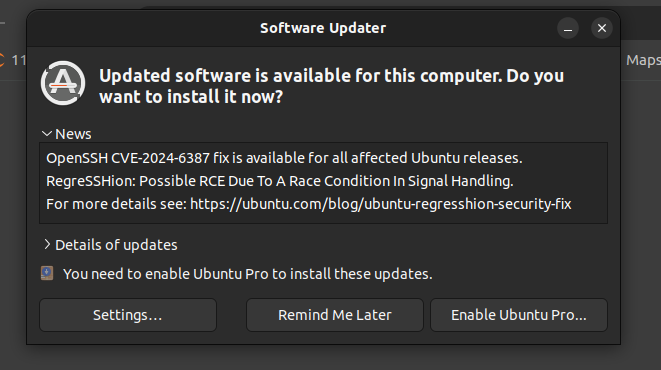 11
Maps
Software Updater
Updated software is available for this computer. Do you
want to install it now?
News
OpenSSH CVE-2024-6387 fix is available for all affected Ubuntu releases.
RegreSSHion: Possible RCE Due To A Race Condition In Signal Handling.
For more details see: https://ubuntu.com/blog/ubuntu-regresshion-security-fix
Details of updates
You need to enable Ubuntu Pro to install these updates.
Settings…
Remind Me Later
Enable Ubuntu Pro…